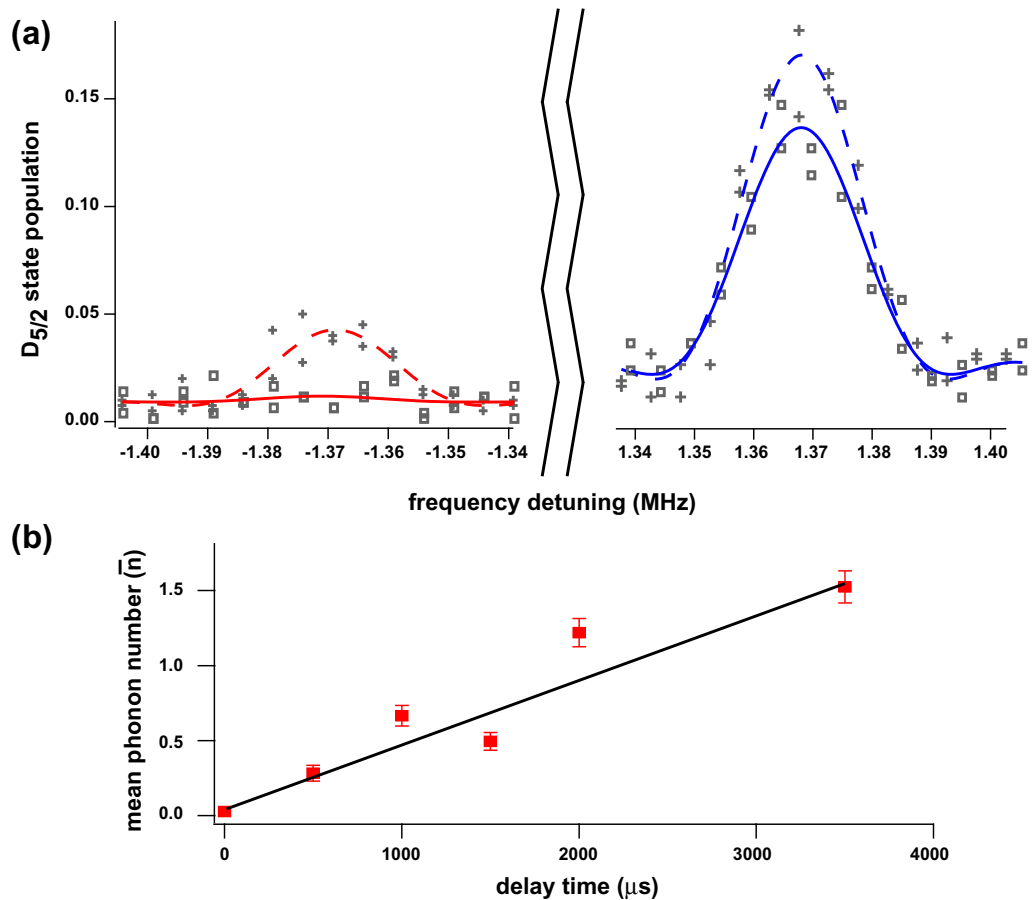 (a)
D5/2 state population
0.15
0.10
0.05
0.00
-1.40 -1.39 -1.38 -1.37 -1.36 -1.35 -1.34
1.34 1.35 1.36 1.37 1.38 1.39 1.40
frequency detuning (MHz)
(b)
mean phonon number (n̅)
1.5
1.0
0.5
0.0
0 1000 2000 3000 4000
delay time (μs)